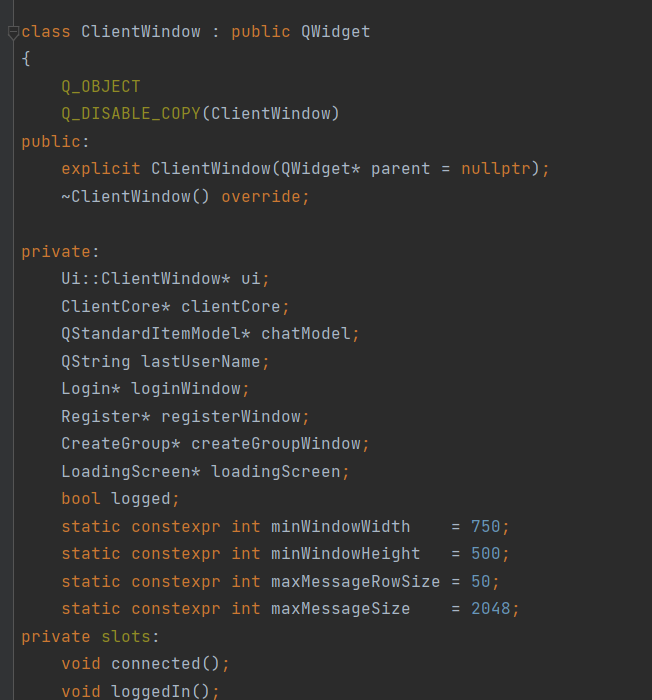 class ClientWindow : public QWidget
{
    Q_OBJECT
    Q_DISABLE_COPY(ClientWindow)
public:
    explicit ClientWindow(QWidget* parent = nullptr);
    ~ClientWindow() override;

private:
    Ui::ClientWindow* ui;
    ClientCore* clientCore;
    QStandardItemModel* chatModel;
    QString lastUserName;
    Login* loginWindow;
    Register* registerWindow;
    CreateGroup* createGroupWindow;
    LoadingScreen* loadingScreen;
    bool logged;
    static constexpr int minWindowWidth    = 750;
    static constexpr int minWindowHeight   = 500;
    static constexpr int maxMessageRowSize = 50;
    static constexpr int maxMessageSize    = 2048;
private slots:
    void connected();
    void loggedIn();